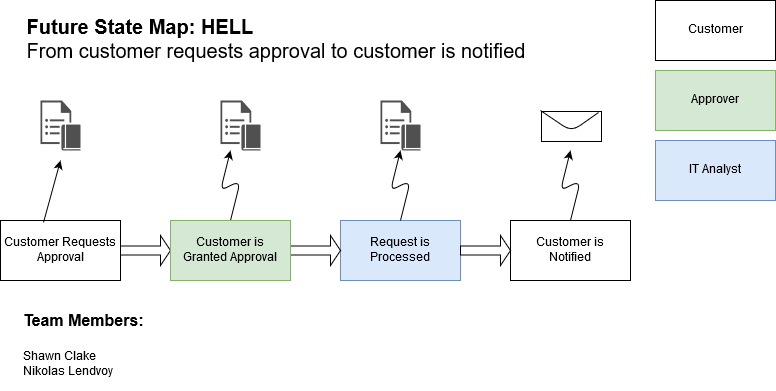 Future State Map: HELL
From customer requests approval to customer is notified
Customer
Approver
IT Analyst
Customer Requests
Approval
Customer is
Granted Approval
Request is
Processed
Customer is
Notified
Team Members:
Shawn Clake
Nikolas Lendvoy